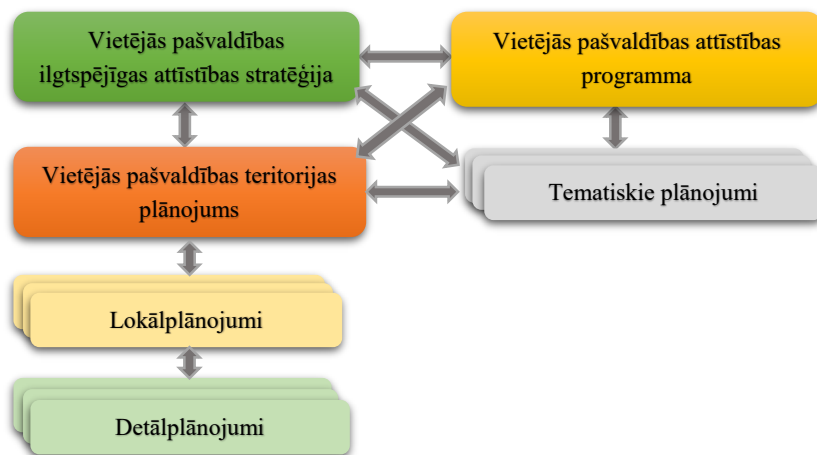 Vietējās pašvaldības
ilgtspējīgas attīstības stratēģija
Vietējās pašvaldības attīstības
programma
Vietējās pašvaldības teritorijas
plānojums
Tematiskie plānojumi
Lokālplānojumi
Detālplānojumi